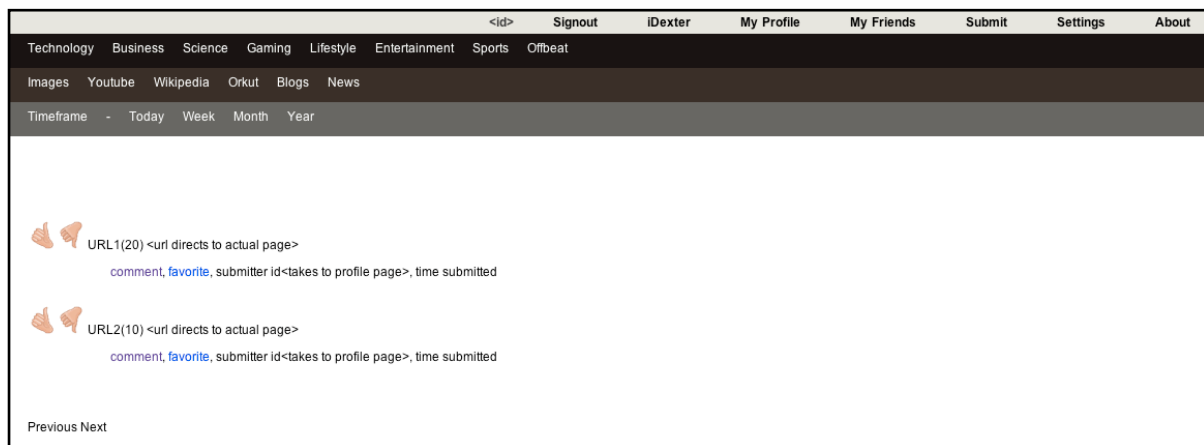 <id> Signout iDexter My Profile My Friends Submit Settings About
Technology Business Science Gaming Lifestyle Entertainment Sports Offbeat
Images Youtube Wikipedia Orkut Blogs News
Timeframe - Today Week Month Year
URL1(20) <url directs to actual page>
comment, favorite, submitter id<takes to profile page>, time submitted
URL2(10) <url directs to actual page>
comment, favorite, submitter id<takes to profile page>, time submitted
Previous Next